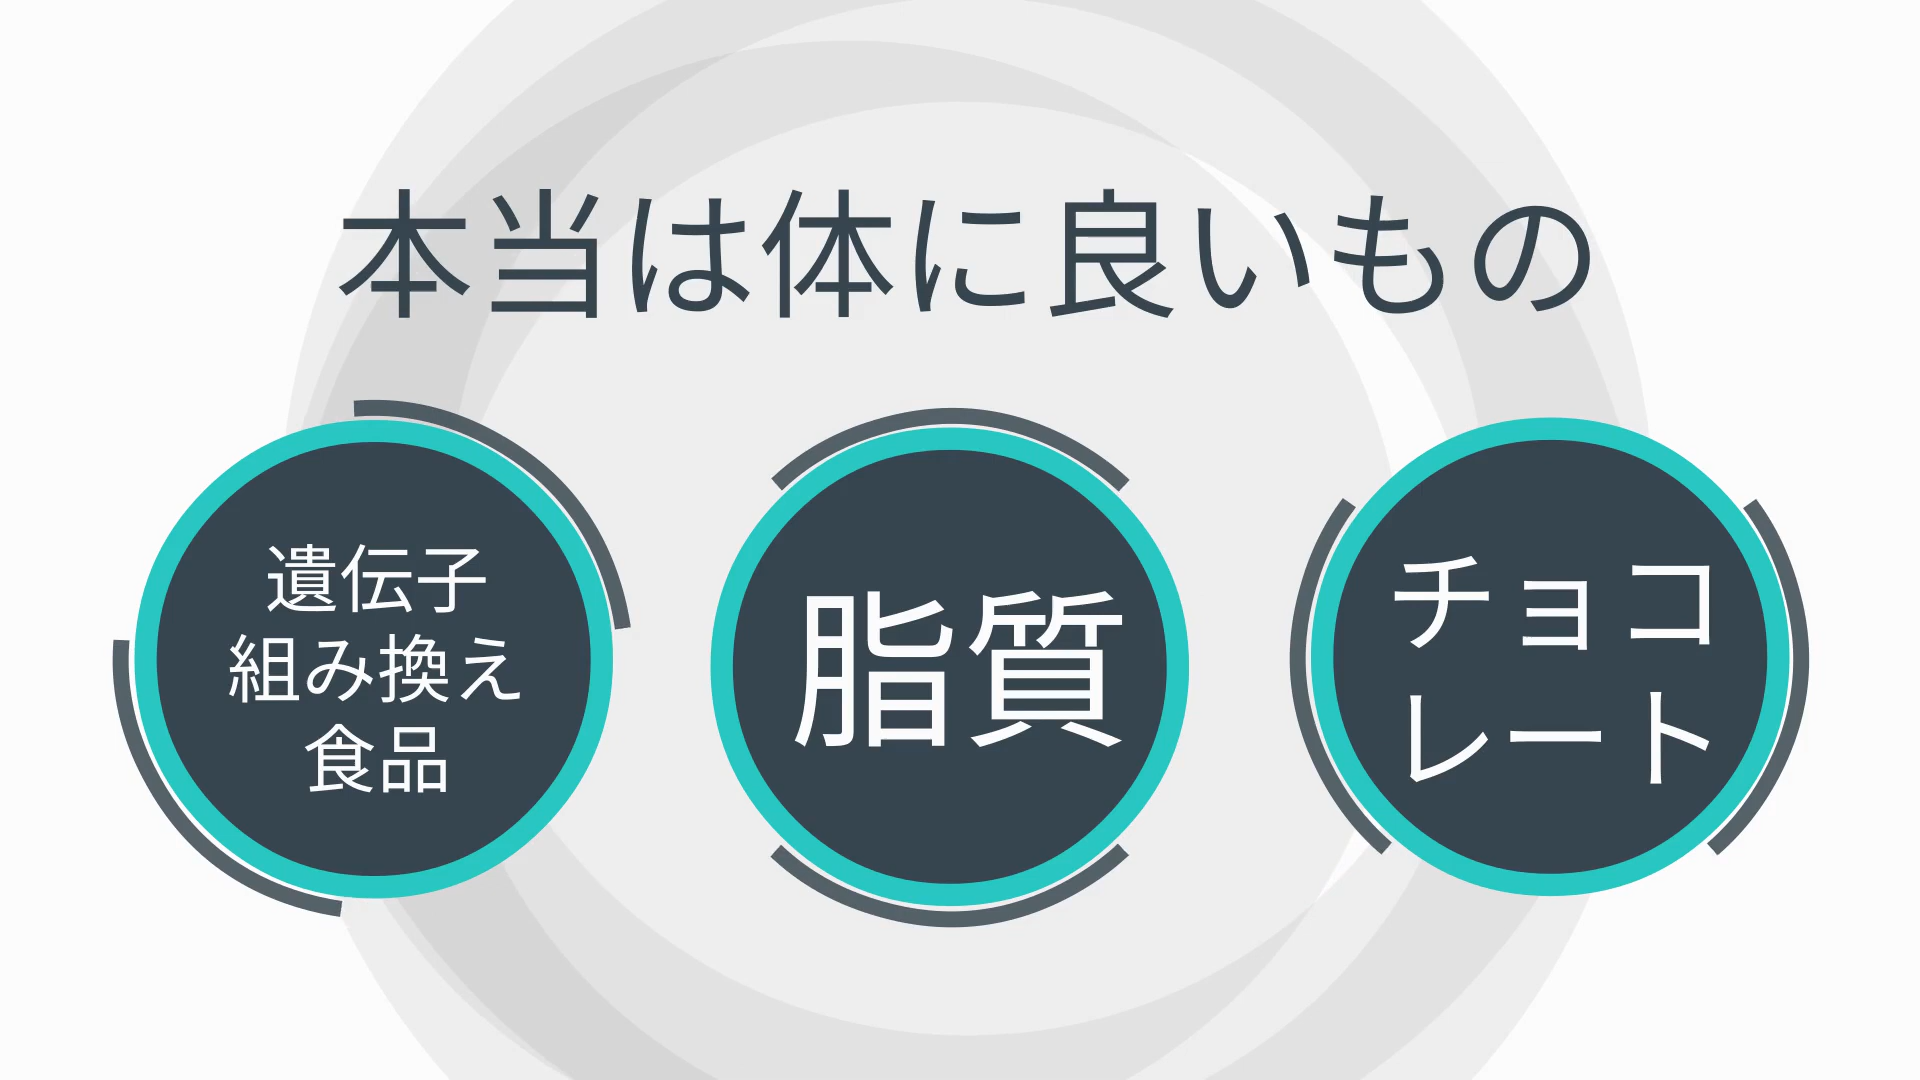 本当は体に良いもの
遺伝子
組み換え
食品
脂質
チョコ
レート